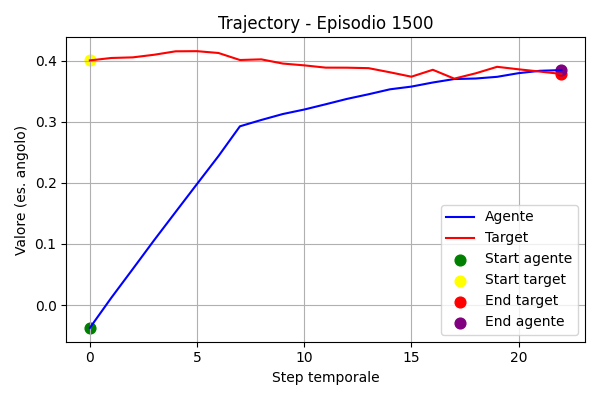 Trajectory - Episodio 1500
Valore (es. angolo)
0.4
0.3
0.2
0.1
0.0
0
5
10
15
20
Step temporale
Agente
Target
Start agente
Start target
End target
End agente